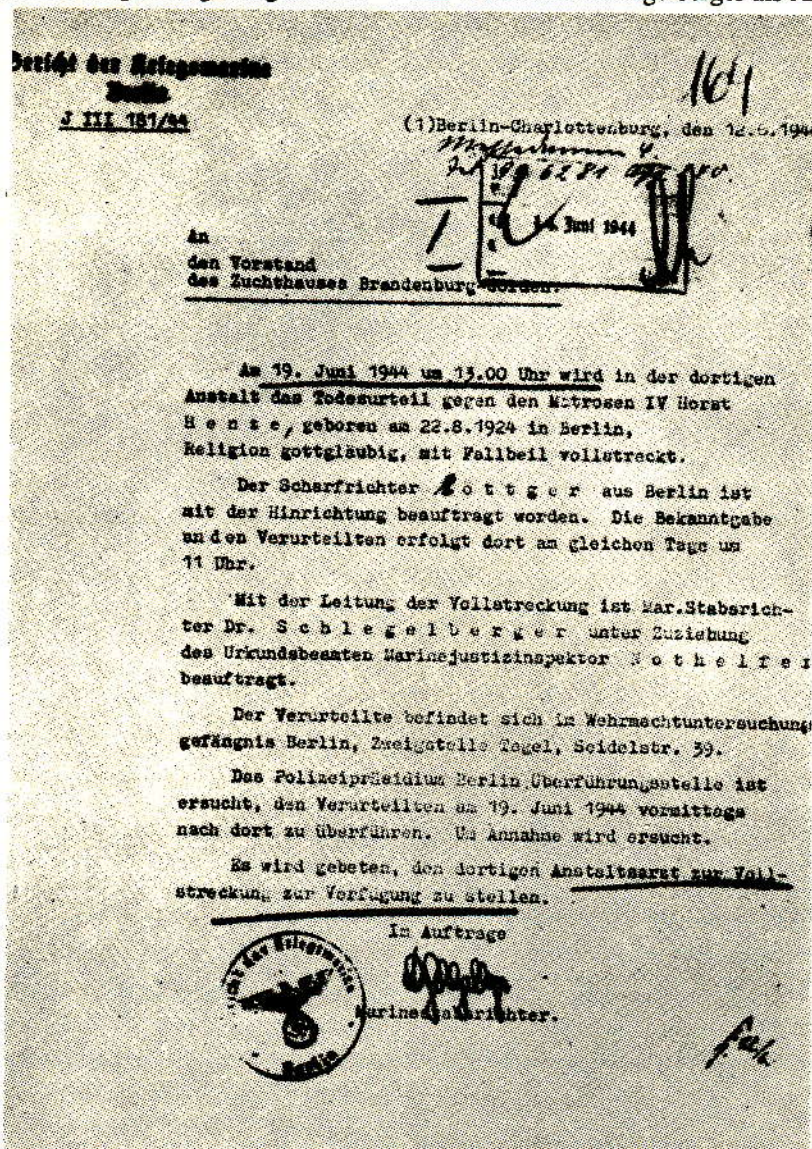 Gericht der Kriegsmarine
Berlin
J III 181/44
164
(1)Berlin-Charlottenburg, den 12.6.194
Juni 1944
An
den Vorstand
des Zuchthauses Brandenburg-Görden.
Am 19. Juni 1944 um 13.00 Uhr wird in der dortigen
Anstalt das Todesurteil gegen den Matrosen IV Horst
H e n z e, geboren am 22.8.1924 in Berlin,
Religion gottgläubig, mit Fallbeil vollstreckt.
Der Scharfrichter R o t t g e r aus Berlin ist
mit der Hinrichtung beauftragt worden. Die Bekanntgabe
an den Verurteilten erfolgt dort am gleichen Tage um
11 Uhr.
Mit der Leitung der Vollstreckung ist Mar.Stabsrich-
ter Dr. S c h l e g e l b e r g e r unter Zuziehung
des Urkundsbeamten Marinejustizinspektor N o t h e l f e r
beauftragt.
Der Verurteilte befindet sich im Wehrmachtuntersuchungs
gefängnis Berlin, Zweigstelle Tegel, Seidelstr. 39.
Das Polizeipräsidium Berlin Überführungsstelle ist
ersucht, den Verurteilten am 19. Juni 1944 vormittags
nach dort zu überführen. Um Annahme wird ersucht.
Es wird gebeten, den dortigen Anstaltsarzt zur Voll-
streckung zur Verfügung zu stellen.
Im Auftrage
Marinestabsrichter.
Gericht der Kriegsmarine
Berlin